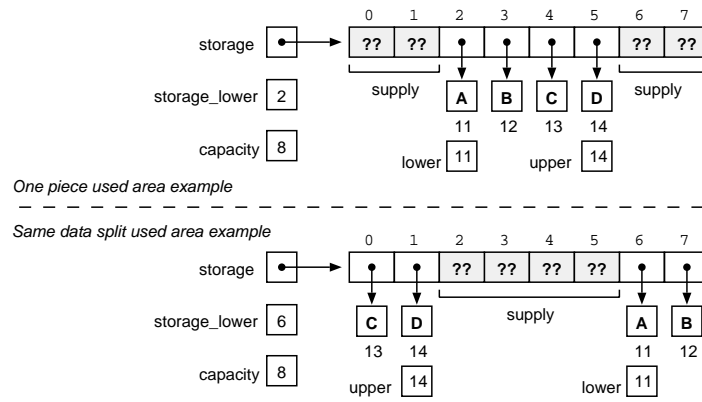 0 1 2 3 4 5 6 7
storage ?? ?? ?? ??
supply supply
storage_lower 2 A B C D
11 12 13 14
capacity 8
lower 11 upper 14
One piece used area example
Same data split used area example
0 1 2 3 4 5 6 7
storage ?? ?? ?? ??
supply
storage_lower 6 C D A B
13 14 11 12
capacity 8
upper 14 lower 11